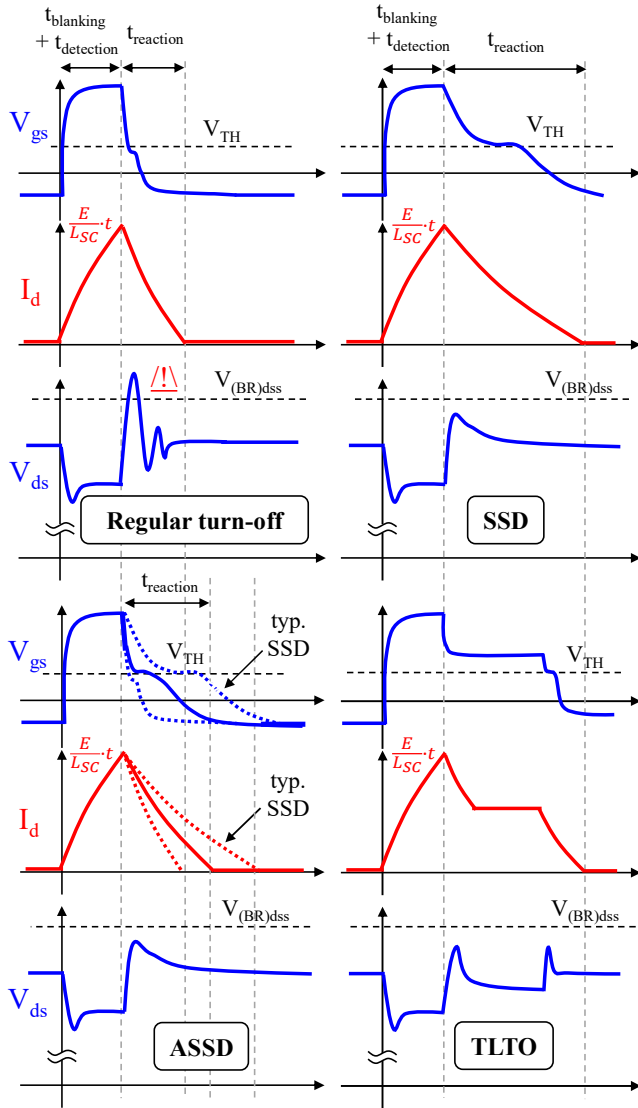 t_blanking + t_detection
t_reaction
V_gs
V_TH
E/L_SC·t
I_d
/!\
V_(BR)dss
V_ds
Regular turn-off
t_blanking + t_detection
t_reaction
V_TH
E/L_SC·t
V_(BR)dss
SSD
t_reaction
V_gs
V_TH
typ.
SSD
E/L_SC·t
I_d
typ.
SSD
V_(BR)dss
V_ds
ASSD
V_TH
E/L_SC·t
V_(BR)dss
TLTO